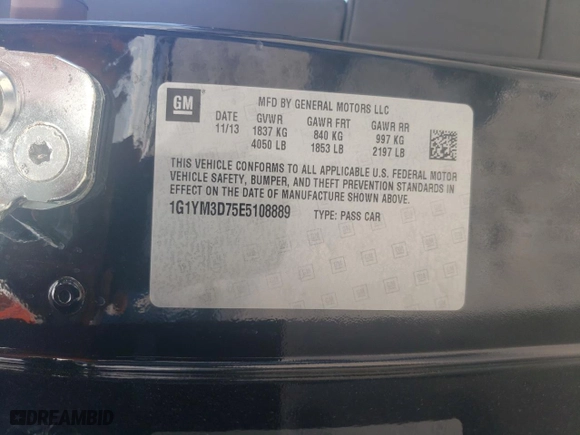 GM
MFD BY GENERAL MOTORS LLC
DATE GVWR GAWR FRT GAWR RR
11/13 1837 KG 840 KG 997 KG
4050 LB 1853 LB 2197 LB
THIS VEHICLE CONFORMS TO ALL APPLICABLE U.S. FEDERAL MOTOR
VEHICLE SAFETY, BUMPER, AND THEFT PREVENTION STANDARDS IN
EFFECT ON THE DATE OF MANUFACTURE SHOWN ABOVE.
1G1YM3D75E5108889 TYPE: PASS CAR
DREAMBID